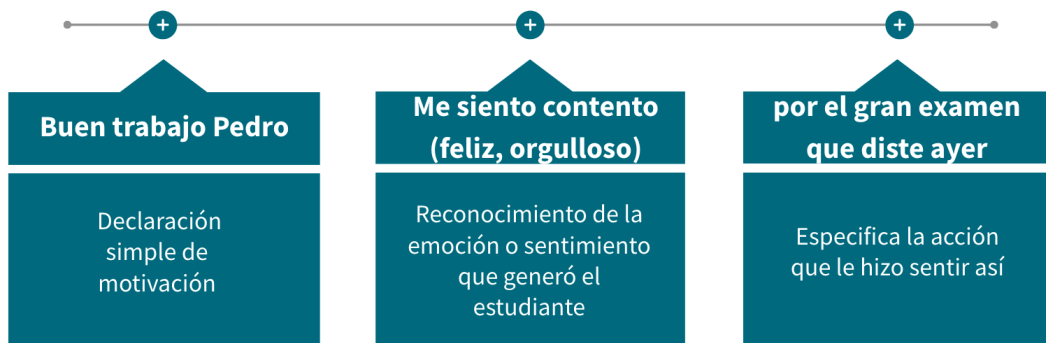 Buen trabajo Pedro
Declaración
simple de
motivación
Me siento contento
(feliz, orgulloso)
Reconocimiento de la
emoción o sentimiento
que generó el
estudiante
por el gran examen
que diste ayer
Especifica la acción
que le hizo sentir así